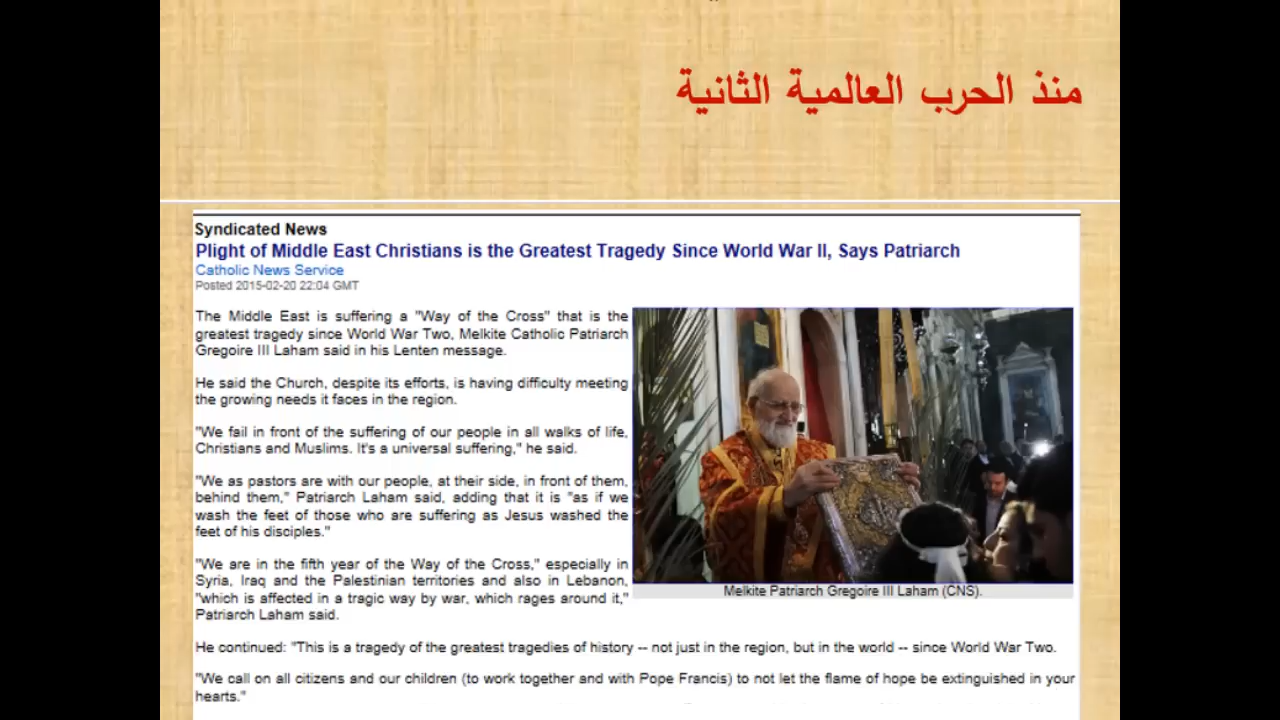 منذ الحرب العالمية الثانية
Syndicated News
Plight of Middle East Christians is the Greatest Tragedy Since World War II, Says Patriarch
Catholic News Service
Posted 2015-02-20 22:04 GMT
The Middle East is suffering a "Way of the Cross" that is the
greatest tragedy since World War Two, Melkite Catholic Patriarch
Gregoire III Laham said in his Lenten message.
He said the Church, despite its efforts, is having difficulty meeting
the growing needs it faces in the region.
"We fail in front of the suffering of our people in all walks of life,
Christians and Muslims. It's a universal suffering," he said.
"We as pastors are with our people, at their side, in front of them,
behind them," Patriarch Laham said, adding that it is "as if we
wash the feet of those who are suffering as Jesus washed the
feet of his disciples."
"We are in the fifth year of the Way of the Cross," especially in
Syria, Iraq and the Palestinian territories and also in Lebanon,
"which is affected in a tragic way by war, which rages around it,"
Patriarch Laham said.
Melkite Patriarch Gregoire III Laham (CNS).
He continued: "This is a tragedy of the greatest tragedies of history -- not just in the region, but in the world -- since World War Two.
"We call on all citizens and our children (to work together and with Pope Francis) to not let the flame of hope be extinguished in your
hearts."